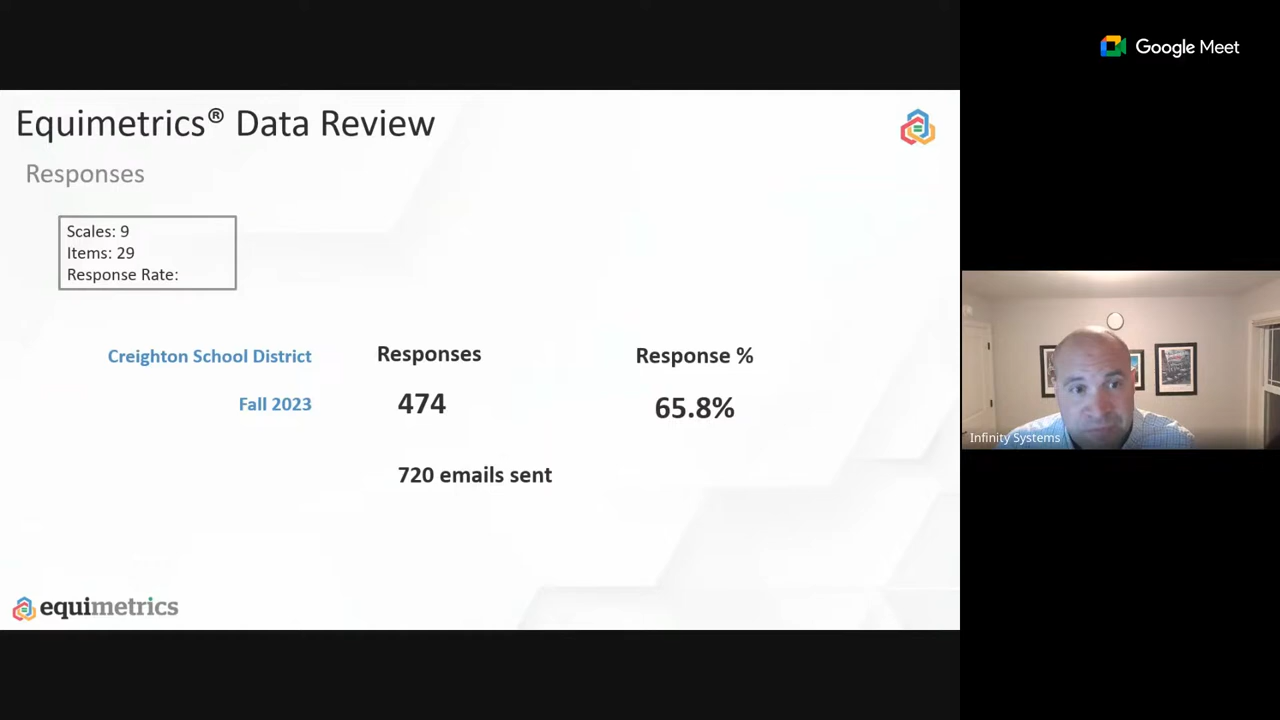 Google Meet
Equimetrics® Data Review
Responses
Scales: 9
Items: 29
Response Rate:
Creighton School District
Responses
Response %
Fall 2023
474
65.8%
720 emails sent
Infinity Systems
equimetrics